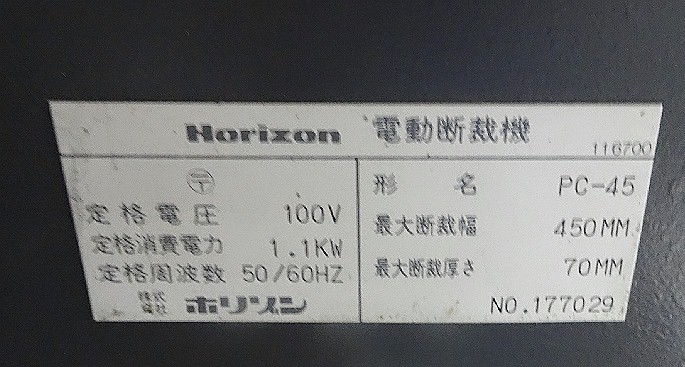 Horizon 電動断裁機
116700
〶
定格電圧 100V
定格消費電力 1.1KW
定格周波数 50/60HZ
株式会社 ホリゾン
形名 PC-45
最大断裁幅 450MM
最大断裁厚さ 70MM
NO.177029